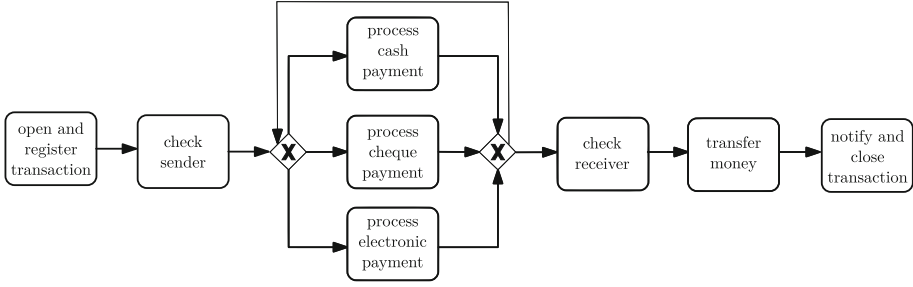 open and
register
transaction
check
sender
X
process
cash
payment
process
cheque
payment
process
electronic
payment
X
check
receiver
transfer
money
notify and
close
transaction